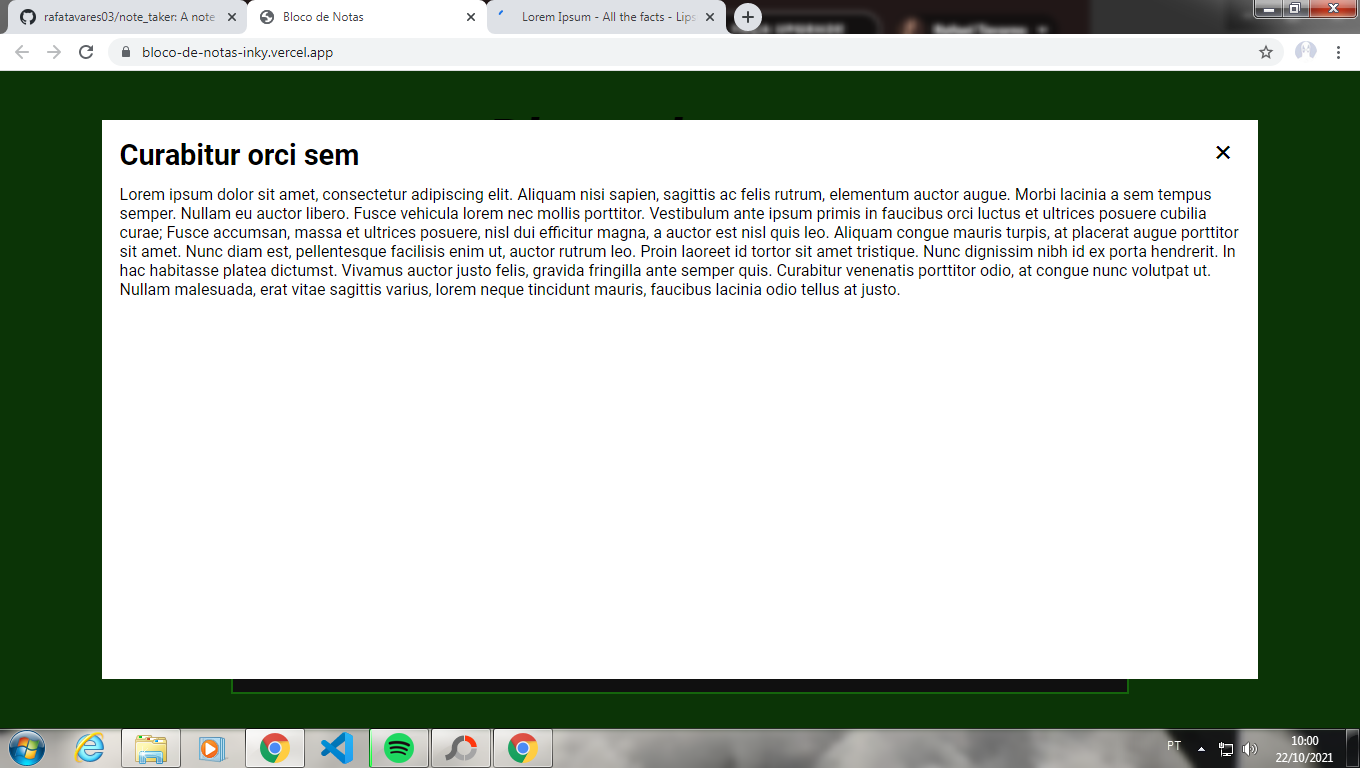 rafatavares03/note_taker: A note
Bloco de Notas
Lorem Ipsum - All the facts - Lips
bloco-de-notas-inky.vercel.app
Curabitur orci sem
Lorem ipsum dolor sit amet, consectetur adipiscing elit. Aliquam nisi sapien, sagittis ac felis rutrum, elementum auctor augue. Morbi lacinia a sem tempus
semper. Nullam eu auctor libero. Fusce vehicula lorem nec mollis porttitor. Vestibulum ante ipsum primis in faucibus orci luctus et ultrices posuere cubilia
curae; Fusce accumsan, massa et ultrices posuere, nisl dui efficitur magna, a auctor est nisl quis leo. Aliquam congue mauris turpis, at placerat augue porttitor
sit amet. Nunc diam est, pellentesque facilisis enim ut, auctor rutrum leo. Proin laoreet id tortor sit amet tristique. Nunc dignissim nibh id ex porta hendrerit. In
hac habitasse platea dictumst. Vivamus auctor justo felis, gravida fringilla ante semper quis. Curabitur venenatis porttitor odio, at congue nunc volutpat ut.
Nullam malesuada, erat vitae sagittis varius, lorem neque tincidunt mauris, faucibus lacinia odio tellus at justo.
PT
10:00
22/10/2021